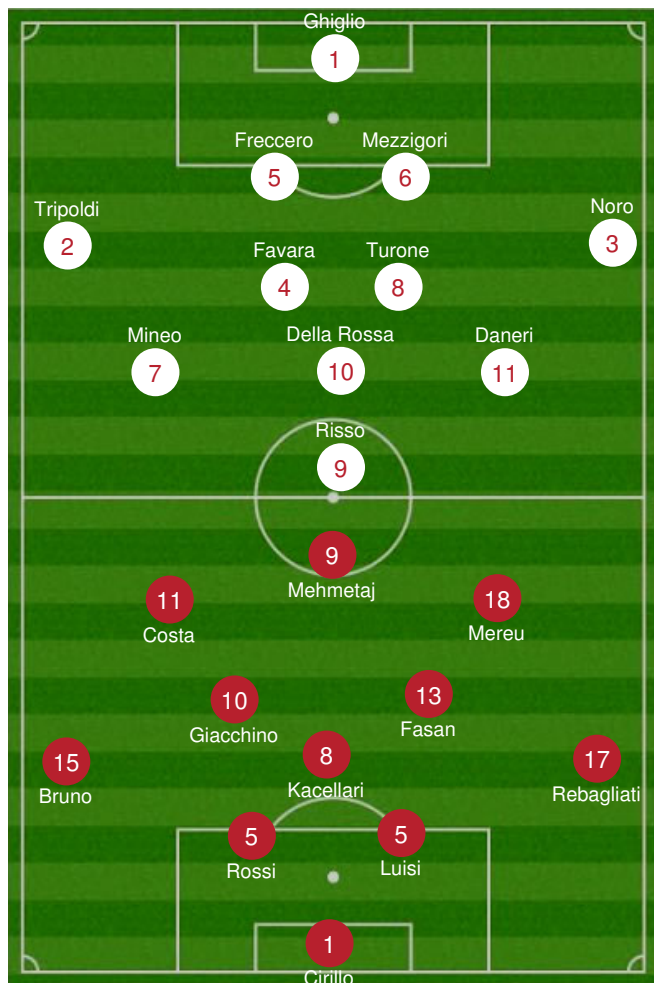 Ghiglio
1
Freccero
Mezzigori
5
6
Tripoldi
Noro
2
3
Favara
Turone
4
8
Mineo
Della Rossa
Daneri
7
10
11
Risso
9
9
Mehmetaj
11
18
Costa
Mereu
10
13
Giacchino
Fasan
8
15
17
Kacellari
Bruno
Rebagliati
5
5
Rossi
Luisi
1
Cirillo